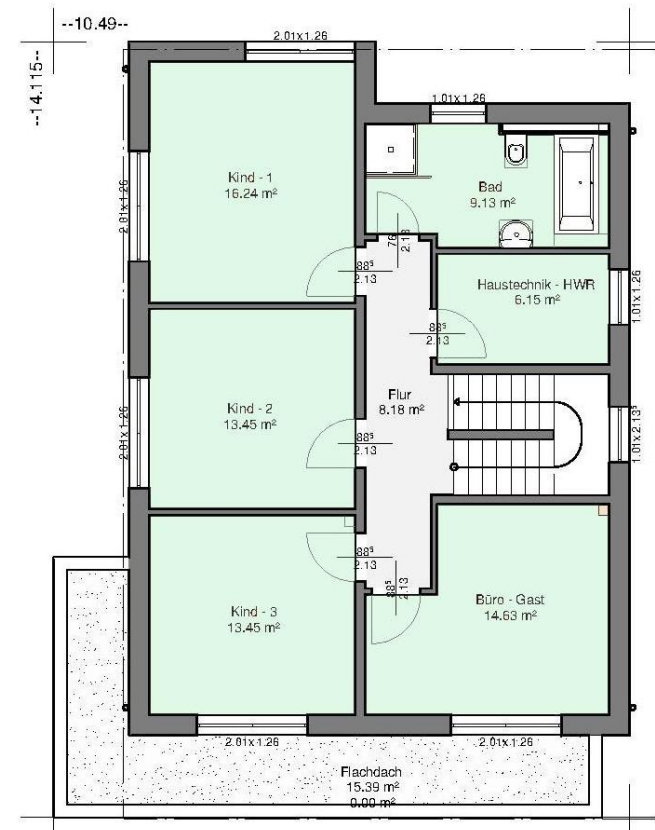 --10.49--
--14.115--
2.01x1.26
1.01x1.26
Kind - 1
16.24 m²
2.01x1.26
Bad
9.13 m²
76
2.13
88⁵
2.13
Haustechnik - HWR
6.15 m²
1.01x1.26
88⁵
2.13
Flur
8.18 m²
Kind - 2
13.45 m²
2.01x1.26
88⁵
2.13
1.01x2.13⁵
88⁵
2.13
88⁵
2.13
Kind - 3
13.45 m²
Büro - Gast
14.63 m²
2.01x1.26
2.01x1.26
Flachdach
15.39 m²
0.00 m²